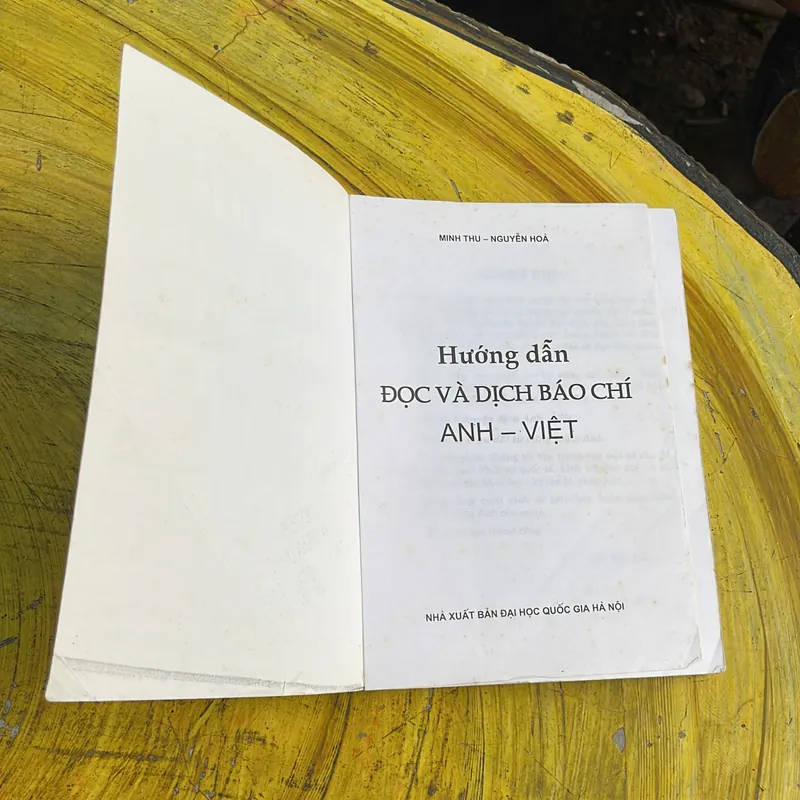 MINH THU – NGUYỄN HOÀ
Hướng dẫn
ĐỌC VÀ DỊCH BÁO CHÍ
ANH – VIỆT
NHÀ XUẤT BẢN ĐẠI HỌC QUỐC GIA HÀ NỘI